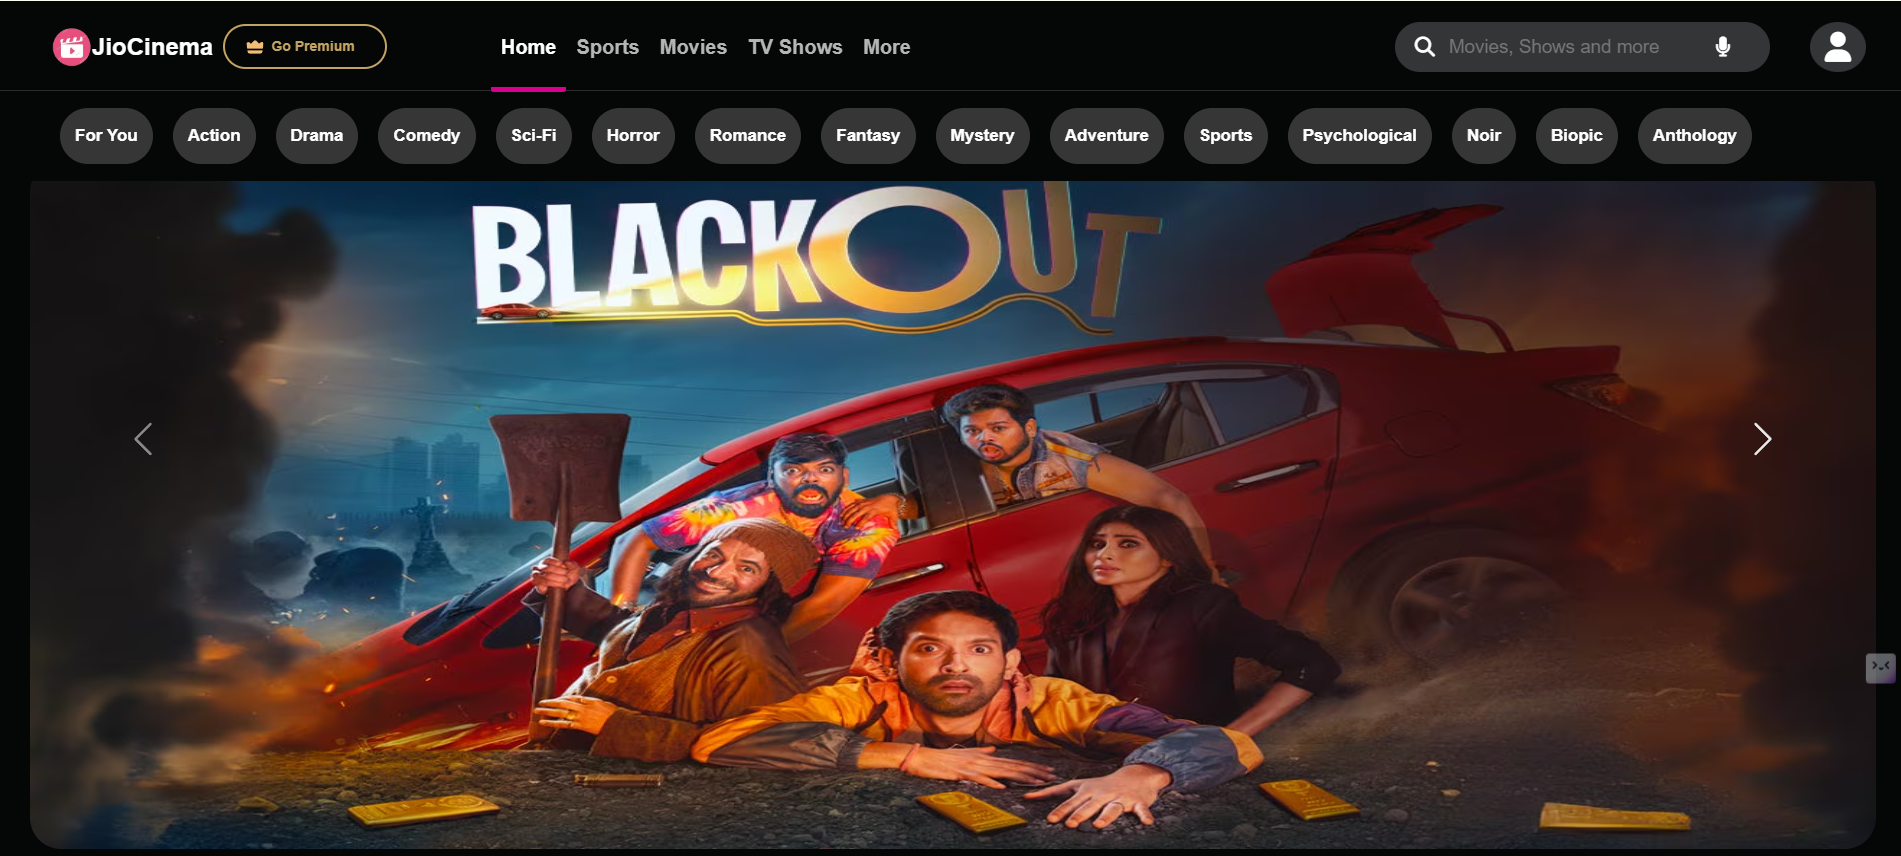 JioCinema Go Premium Home Sports Movies TV Shows More Movies, Shows and more
For You Action Drama Comedy Sci-Fi Horror Romance Fantasy Mystery Adventure Sports Psychological Noir Biopic Anthology
BLACKOUT